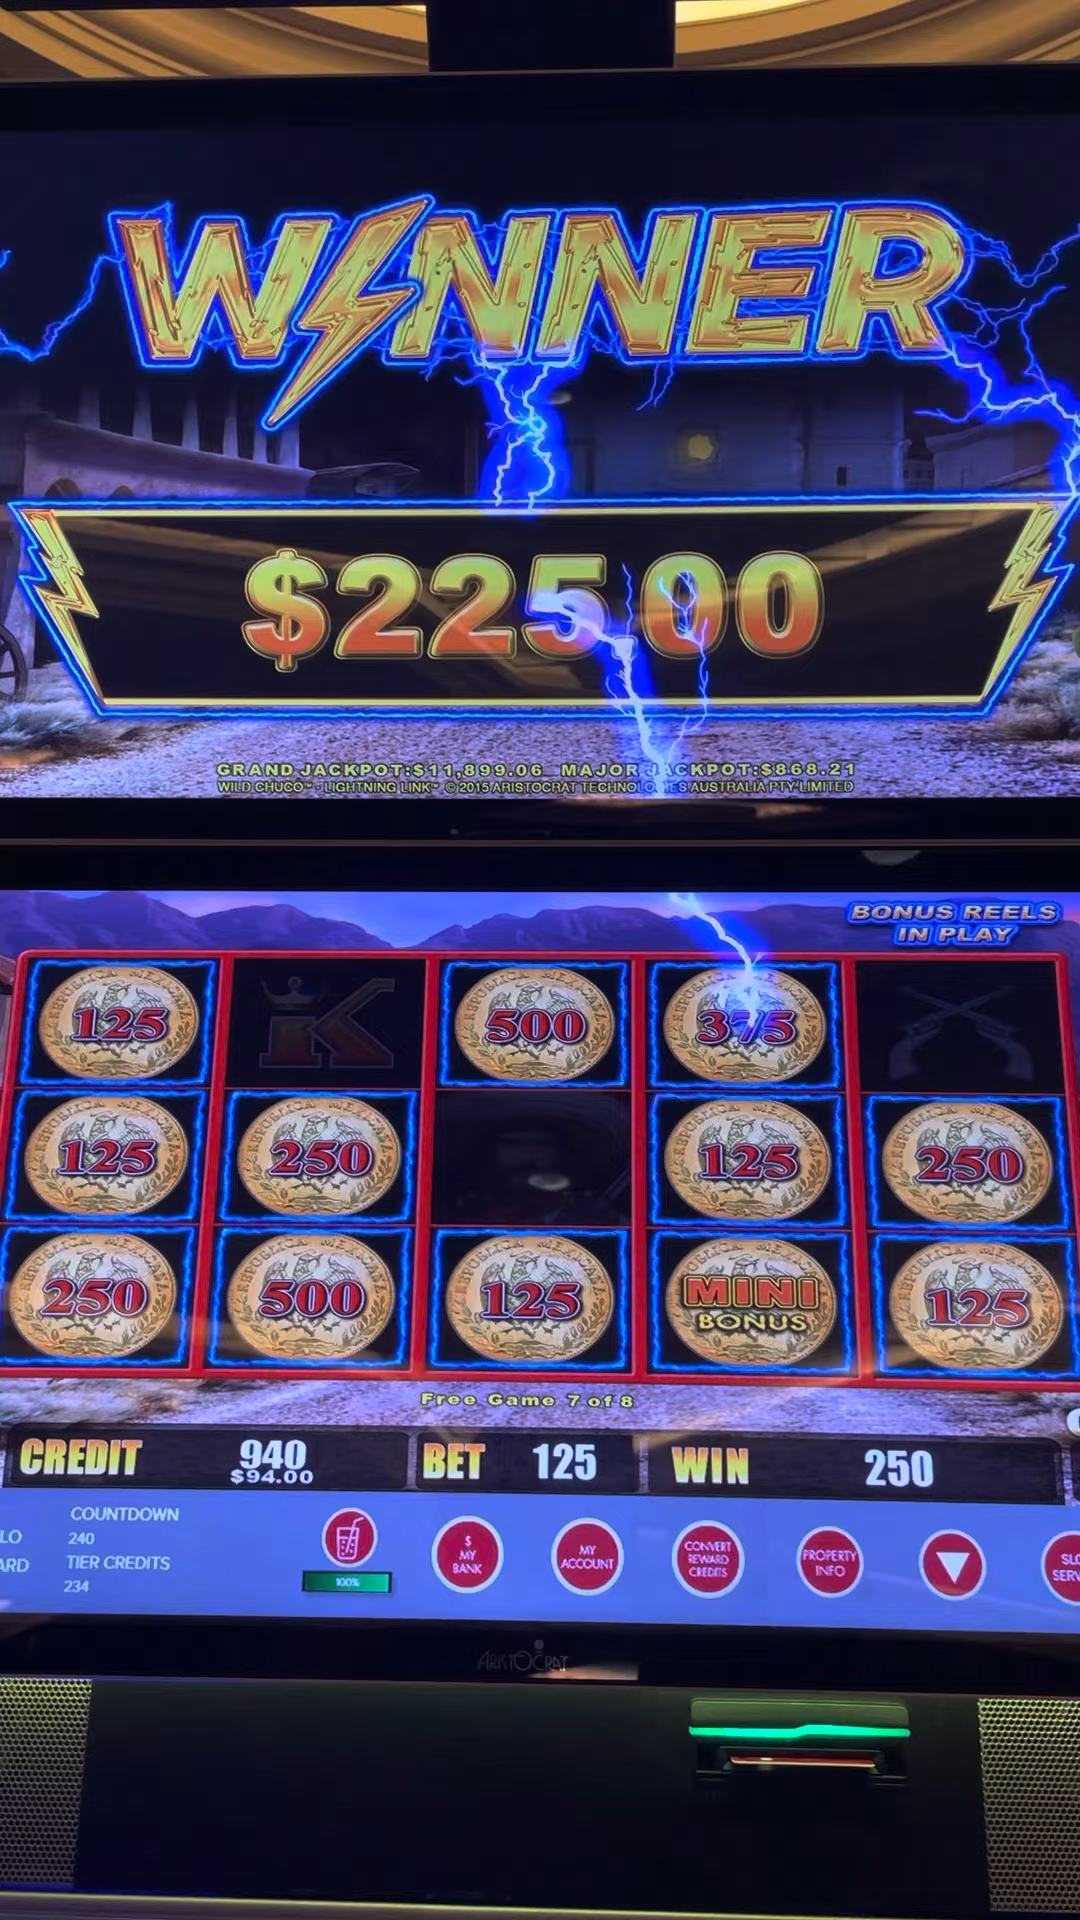 WINNER
$225.00
GRAND JACKPOT:$11,899.06 MAJOR JACKPOT:$868.21
WILD CHUCO™ - LIGHTNING LINK™ ©2015 ARISTOCRAT TECHNOLOGIES AUSTRALIA PTY LIMITED
BONUS REELS
IN PLAY
125 K 500 375
125 250 125 250
250 500 125 MINI BONUS 125
Free Game 7 of 8
CREDIT 940 BET 125 WIN 250
$94.00
COUNTDOWN
240
TIER CREDITS
234
100%
$ MY BANK
MY ACCOUNT
CONVERT REWARD CREDITS
PROPERTY INFO
ARISTOCRAT